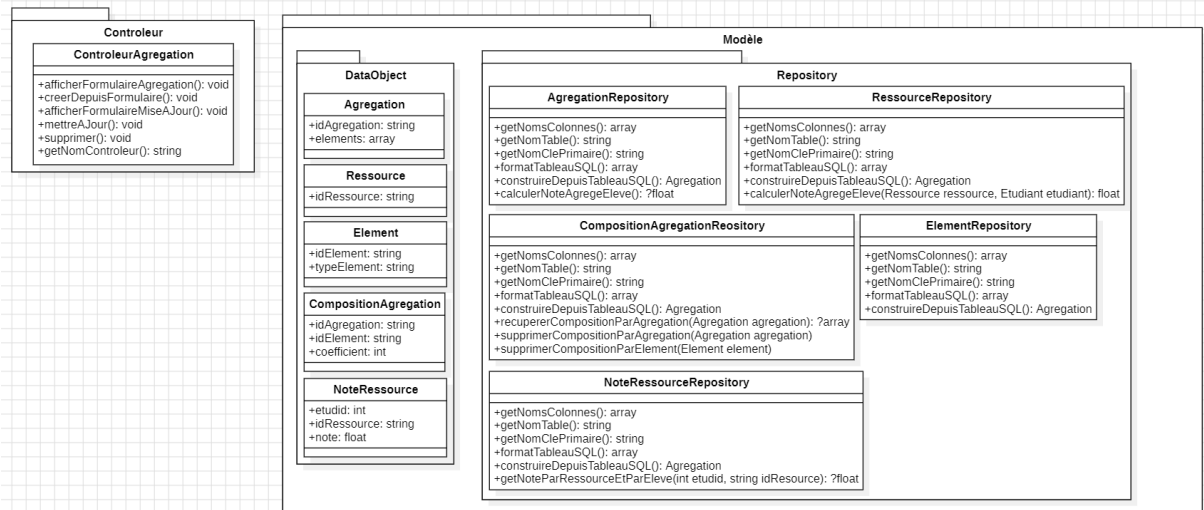 Controleur
ControleurAgregation
+afficherFormulaireAgregation(): void
+creerDepuisFormulaire(): void
+afficherFormulaireMiseAJour(): void
+mettreAJour(): void
+supprimer(): void
+getNomControleur(): string
Modèle
DataObject
Agregation
+idAgregation: string
+elements: array
Ressource
+idRessource: string
Element
+idElement: string
+typeElement: string
CompositionAgregation
+idAgregation: string
+idElement: string
+coefficient: int
NoteRessource
+etudid: int
+idRessource: string
+note: float
Repository
AgregationRepository
+getNomsColonnes(): array
+getNomTable(): string
+getNomClePrimaire(): string
+formatTableauSQL(): array
+construireDepuisTableauSQL(): Agregation
+calculerNoteAgregeEleve(): ?float
RessourceRepository
+getNomsColonnes(): array
+getNomTable(): string
+getNomClePrimaire(): string
+formatTableauSQL(): array
+construireDepuisTableauSQL(): Agregation
+calculerNoteAgregeEleve(Ressource ressource, Etudiant etudiant): float
CompositionAgregationReository
+getNomsColonnes(): array
+getNomTable(): string
+getNomClePrimaire(): string
+formatTableauSQL(): array
+construireDepuisTableauSQL(): Agregation
+recupererCompositionParAgregation(Agregation agregation): ?array
+supprimerCompositionParAgregation(Agregation agregation)
+supprimerCompositionParElement(Element element)
ElementRepository
+getNomsColonnes(): array
+getNomTable(): string
+getNomClePrimaire(): string
+formatTableauSQL(): array
+construireDepuisTableauSQL(): Agregation
NoteRessourceRepository
+getNomsColonnes(): array
+getNomTable(): string
+getNomClePrimaire(): string
+formatTableauSQL(): array
+construireDepuisTableauSQL(): Agregation
+getNoteParRessourceEtParEleve(int etudid, string idResource): ?float